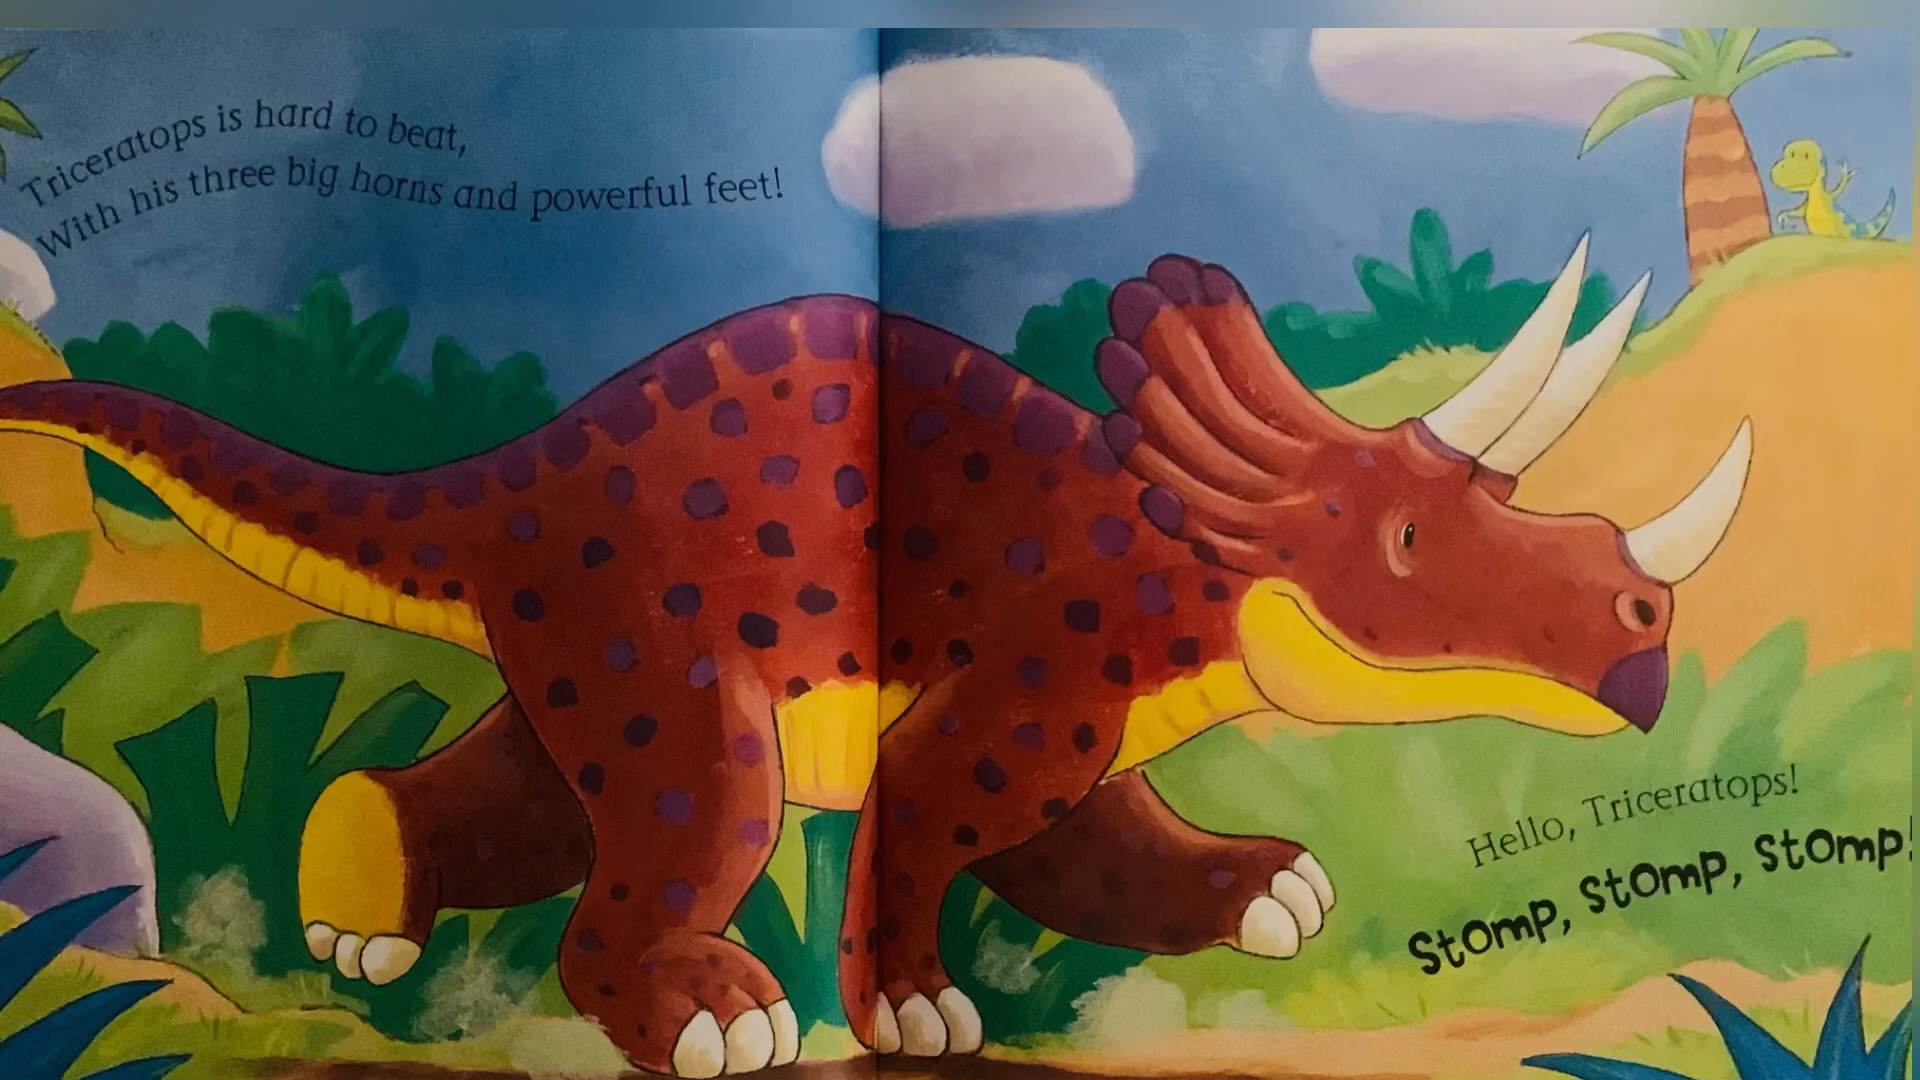 Triceratops is hard to beat,
With his three big horns and powerful feet!
Hello, Triceratops!
Stomp, stomp, stomp!